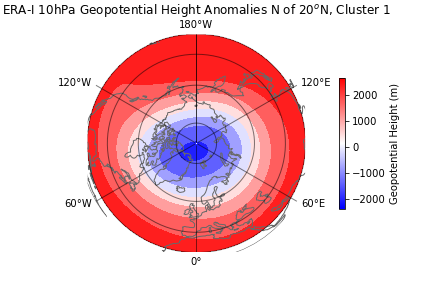 ERA-I 10hPa Geopotential Height Anomalies N of 20°N, Cluster 1
180°W
120°W
120°E
60°W
60°E
0°
2000
1000
0
−1000
−2000
Geopotential Height (m)